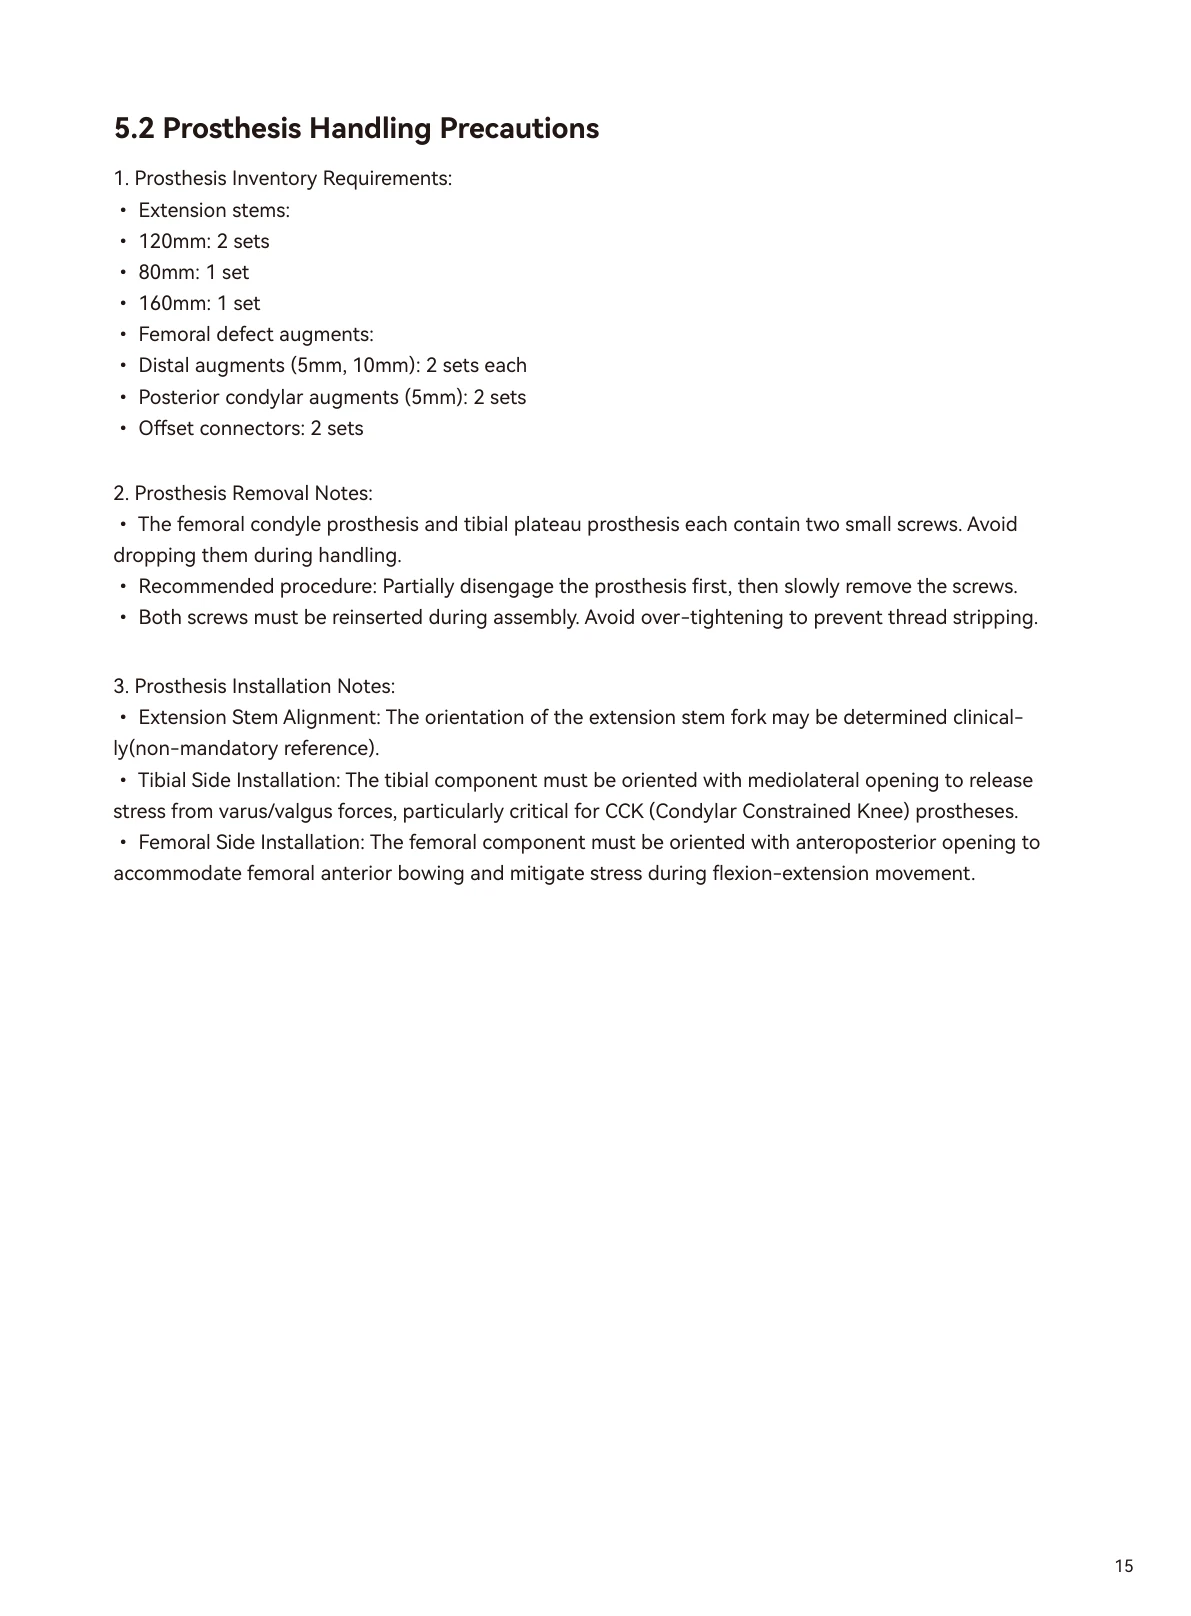 5.2 Prosthesis Handling Precautions
1. Prosthesis Inventory Requirements:
• Extension stems:
• 120mm: 2 sets
• 80mm: 1 set
• 160mm: 1 set
• Femoral defect augments:
• Distal augments (5mm, 10mm): 2 sets each
• Posterior condylar augments (5mm): 2 sets
• Offset connectors: 2 sets
2. Prosthesis Removal Notes:
• The femoral condyle prosthesis and tibial plateau prosthesis each contain two small screws. Avoid
dropping them during handling.
• Recommended procedure: Partially disengage the prosthesis first, then slowly remove the screws.
• Both screws must be reinserted during assembly. Avoid over-tightening to prevent thread stripping.
3. Prosthesis Installation Notes:
• Extension Stem Alignment: The orientation of the extension stem fork may be determined clinical-
ly(non-mandatory reference).
• Tibial Side Installation: The tibial component must be oriented with mediolateral opening to release
stress from varus/valgus forces, particularly critical for CCK (Condylar Constrained Knee) prostheses.
• Femoral Side Installation: The femoral component must be oriented with anteroposterior opening to
accommodate femoral anterior bowing and mitigate stress during flexion-extension movement.
15